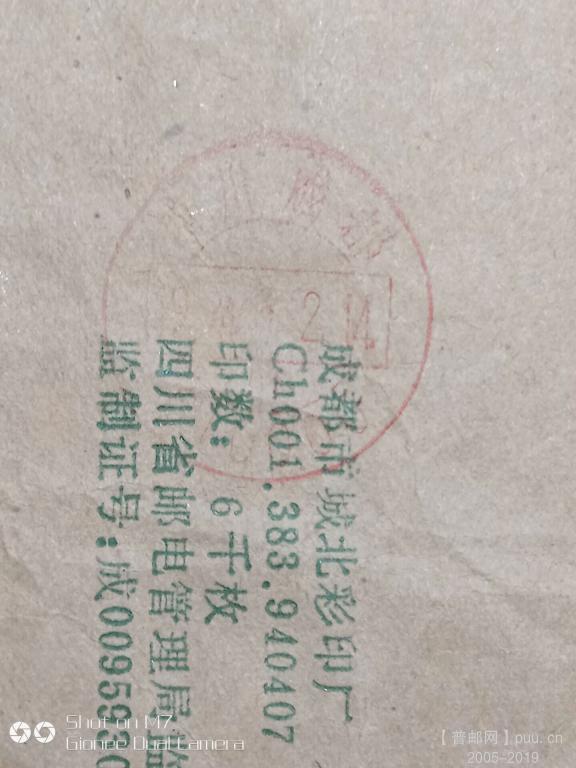 成都市城北彩印厂
Ch001.383.940407
印数：6千枚
四川省邮电管理局监
监制证号：成0095930
Shot on M7
Gionee Dual Camera
【普邮网】puu.cn
2005-2019